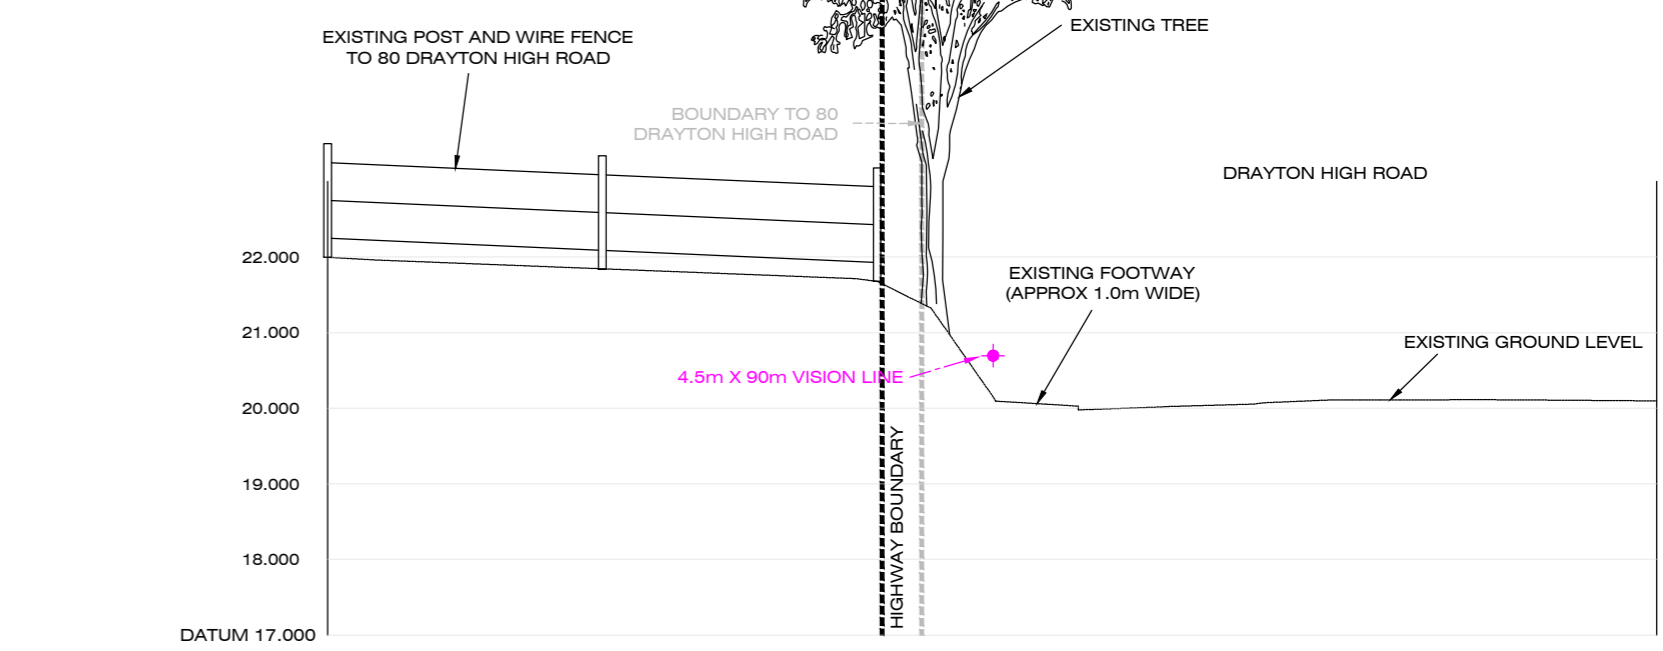 EXISTING TREE
EXISTING POST AND WIRE FENCE
TO 80 DRAYTON HIGH ROAD
BOUNDARY TO 80
DRAYTON HIGH ROAD
DRAYTON HIGH ROAD
22.000
EXISTING FOOTWAY
(APPROX 1.0m WIDE)
21.000
EXISTING GROUND LEVEL
4.5m X 90m VISION LINE
20.000
HIGHWAY BOUNDARY
19.000
18.000
DATUM 17.000